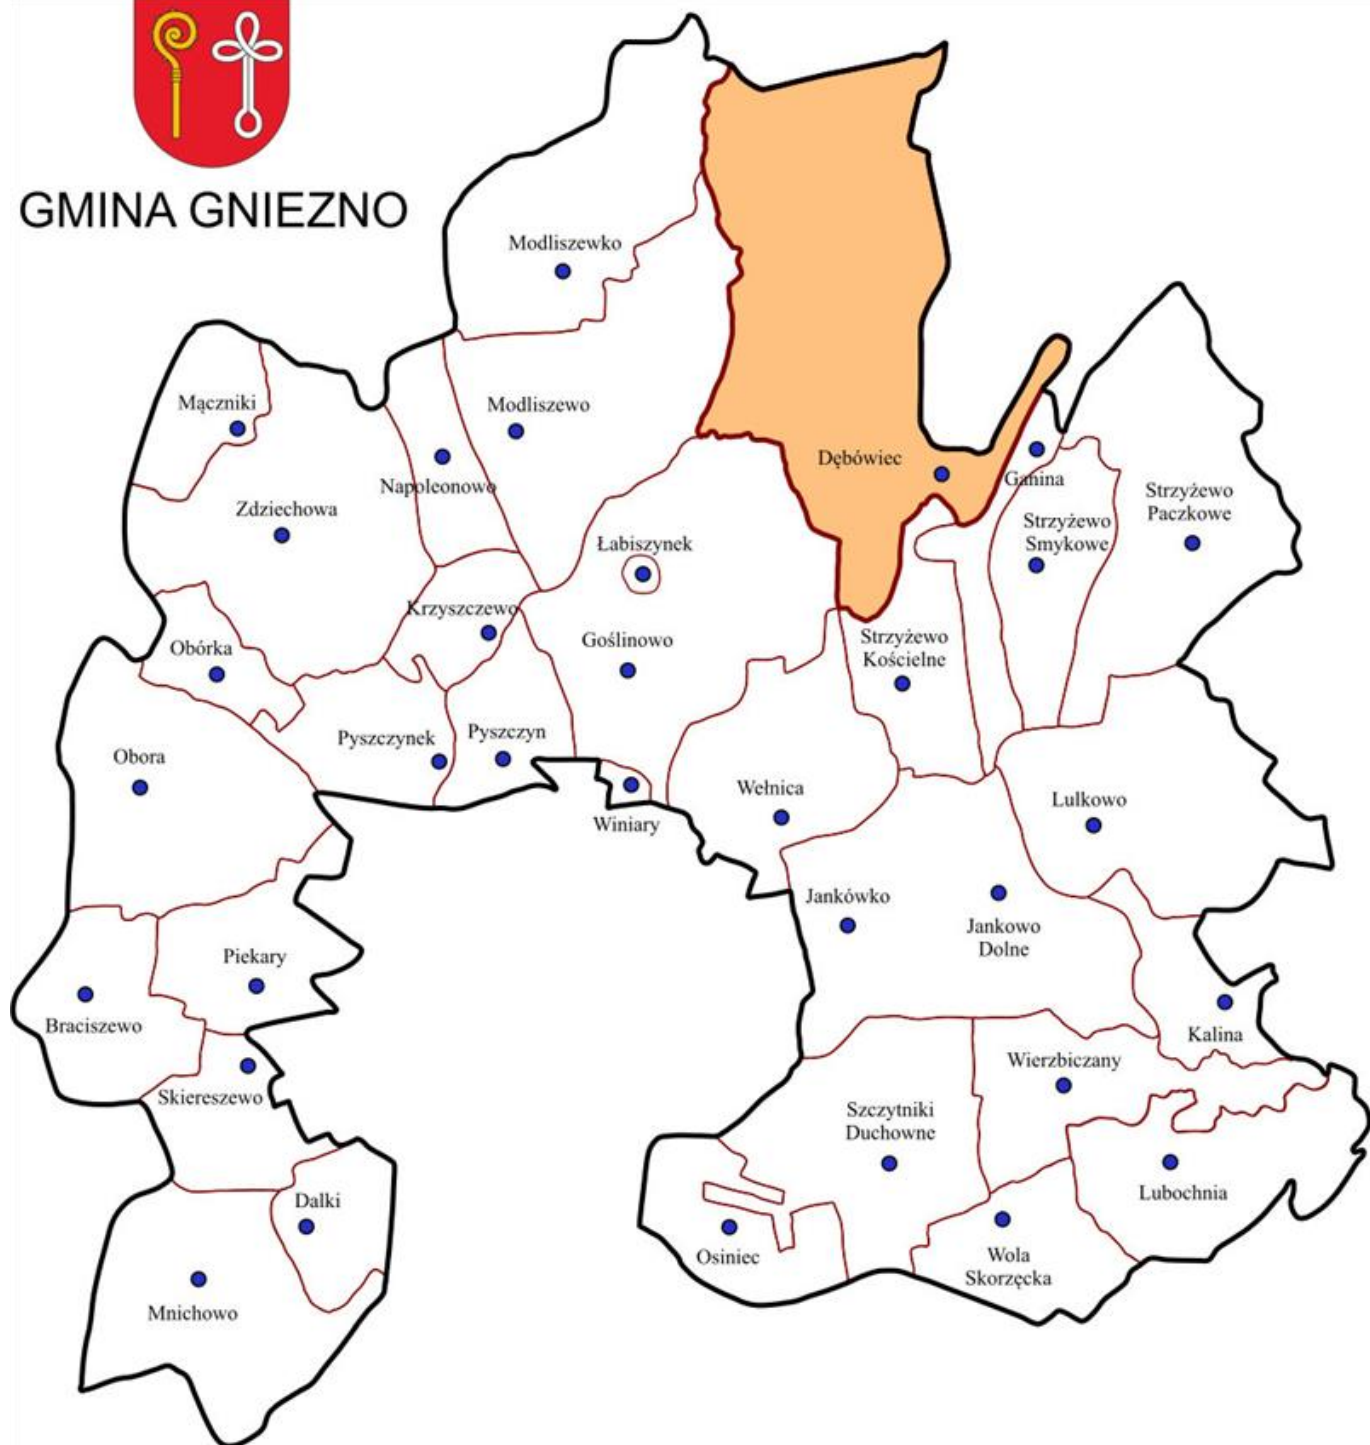 GMINA GNIEZNO
Modliszewko
Mączniki
Modliszewo
Napoleonowo
Zdziechowa
Dębówiec
Ganina
Strzyżewo
Paczkowe
Strzyżewo
Smykowe
Łabiszynek
Krzyszczewo
Goślinowo
Obórka
Strzyżewo
Kościelne
Pyszczynek
Pyszczyn
Obora
Wełnica
Winiary
Lulkowo
Jankówko
Jankowo
Dolne
Piekary
Braciszewo
Kalina
Skiereszewo
Wierzbiczany
Szczytniki
Duchowne
Lubochnia
Dalki
Osiniec
Wola
Skorzęcka
Mnichowo